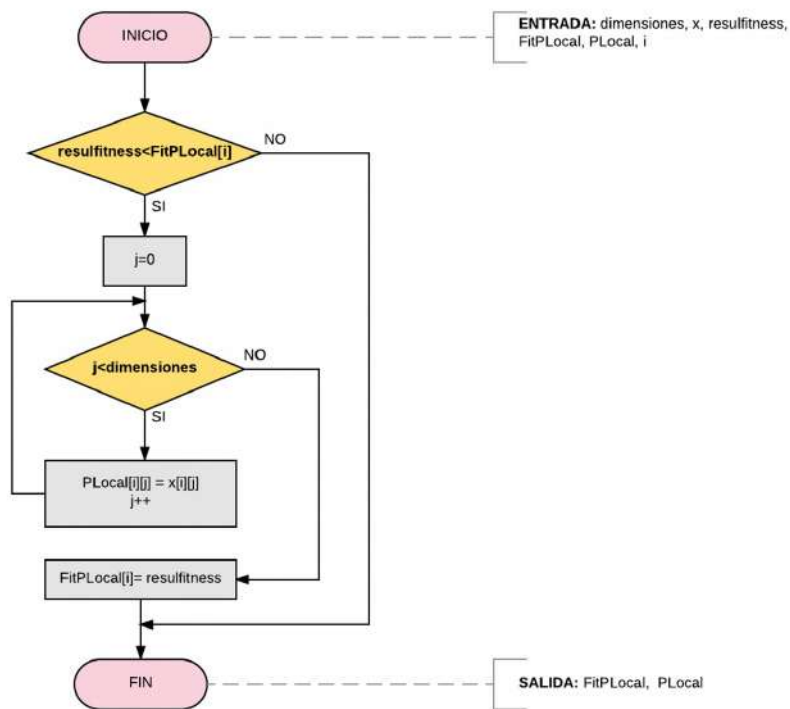 INICIO
ENTRADA: dimensiones, x, resulfitness,
FitPLocal, PLocal, i
resulfitness<FitPLocal[i]
NO
SI
j=0
j<dimensiones
NO
SI
PLocal[i][j] = x[i][j]
j++
FitPLocal[i]= resulfitness
FIN
SALIDA: FitPLocal, PLocal